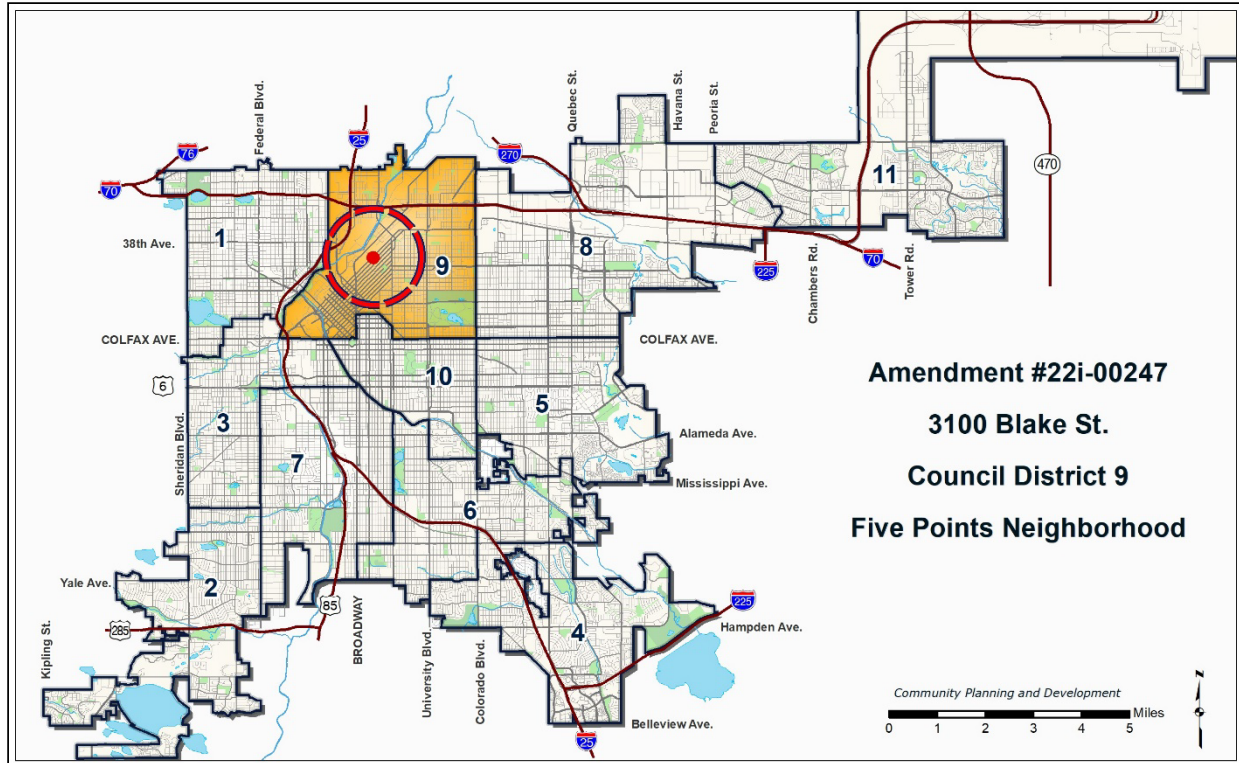 Federal Blvd.
Quebec St.
Havana St.
Peoria St.
25
76
270
70
470
11
38th Ave.
1
9
8
225
70
Chambers Rd.
Tower Rd.
COLFAX AVE.
COLFAX AVE.
6
10
5
3
Sheridan Blvd.
7
Alameda Ave.
Mississippi Ave.
6
Amendment #22i-00247
3100 Blake St.
Council District 9
Five Points Neighborhood
Yale Ave.
2
85
285
BROADWAY
University Blvd.
Colorado Blvd.
4
225
Hampden Ave.
Kipling St.
Belleview Ave.
25
Community Planning and Development
Miles
0 1 2 3 4 5
N